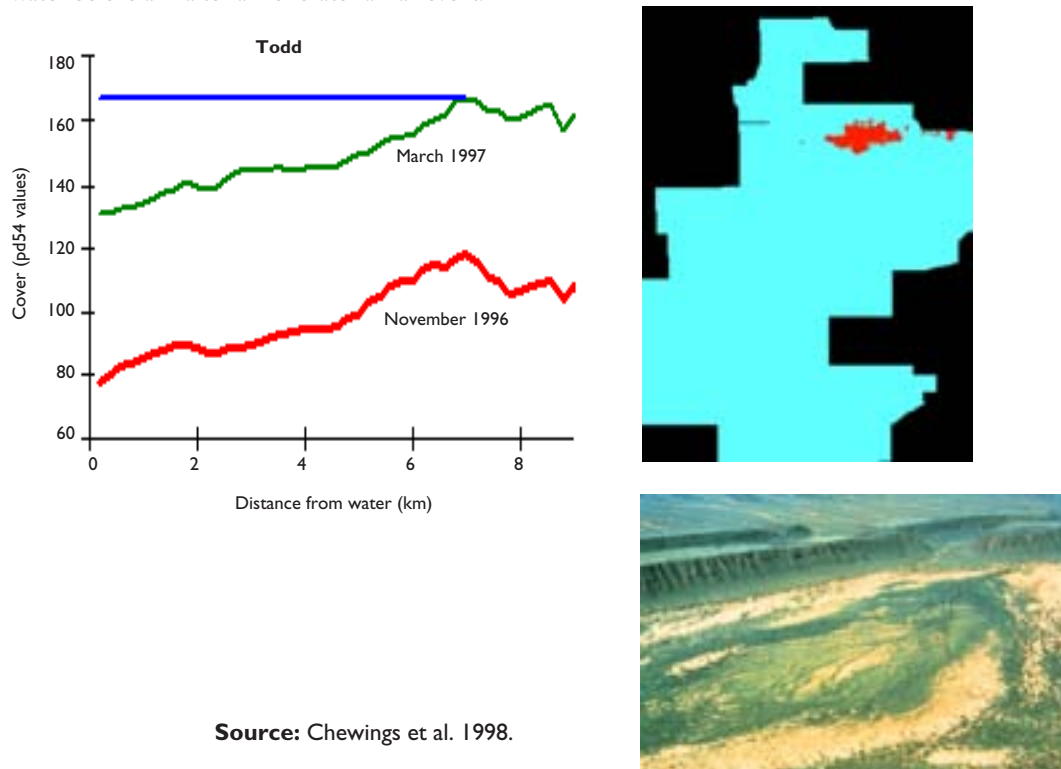 Todd
180
160
140
120
100
80
60
Cover (pd54 values)
March 1997
November 1996
0 2 4 6 8
Distance from water (km)
Source: Chewings et al. 1998.